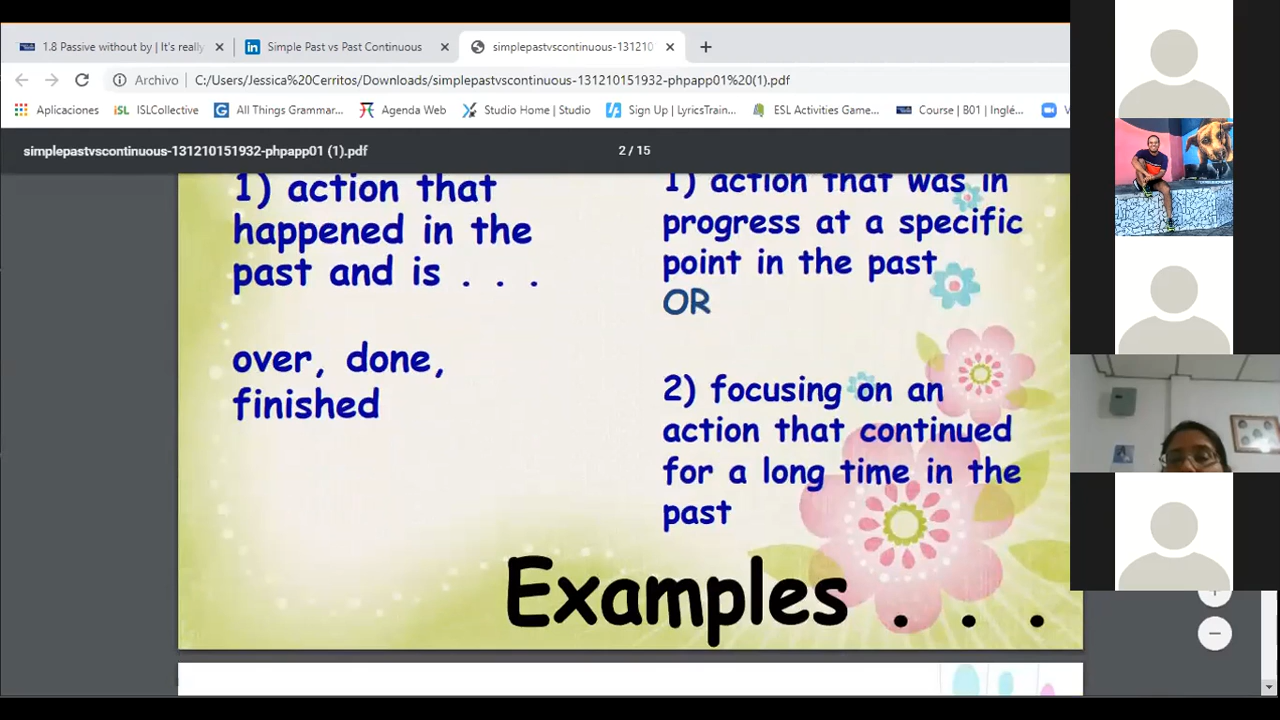 1.8 Passive without by | It's really
Simple Past vs Past Continuous
simplepastvscontinuous-131210
Archivo
C:/Users/Jessica%20Cerritos/Downloads/simplepastvscontinuous-131210151932-phpapp01%20(1).pdf
Aplicaciones
iSL ISLCollective
All Things Grammar...
Agenda Web
Studio Home | Studio
Sign Up | LyricsTrain...
ESL Activities Game...
Course | B01 | Inglé...
simplepastvscontinuous-131210151932-phpapp01 (1).pdf
2 / 15
1) action that
happened in the
past and is . . .
over, done,
finished
1) action that was in
progress at a specific
point in the past
OR
2) focusing on an
action that continued
for a long time in the
past
Examples . . .